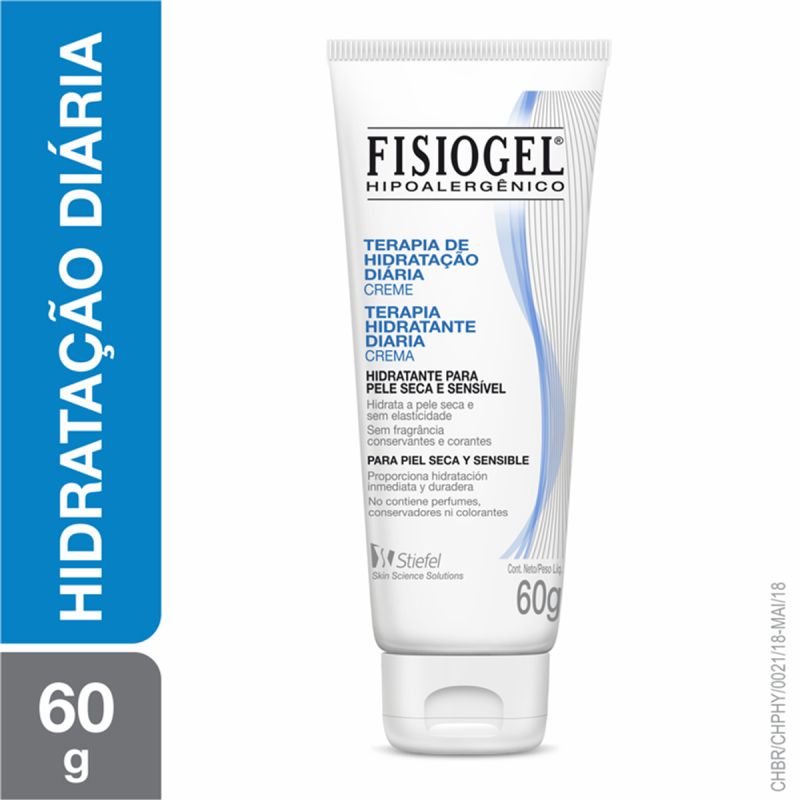 HIDRATAÇÃO DIÁRIA
60
g
FISIOGEL®
HIPOALERGÊNICO
TERAPIA DE
HIDRATAÇÃO
DIÁRIA
CREME
TERAPIA
HIDRATANTE
DIARIA
CREMA
HIDRATANTE PARA
PELE SECA E SENSÍVEL
Hidrata a pele seca e
sem elasticidade
Sem fragrância
conservantes e corantes
PARA PIEL SECA Y SENSIBLE
Proporciona hidratación
inmediata y duradera
No contiene perfumes,
conservadores ni colorantes
Stiefel
Skin Science Solutions
Cont. Neto/Peso Líq.
60g
CHBR/CHPHY/0021/18-MAI/18